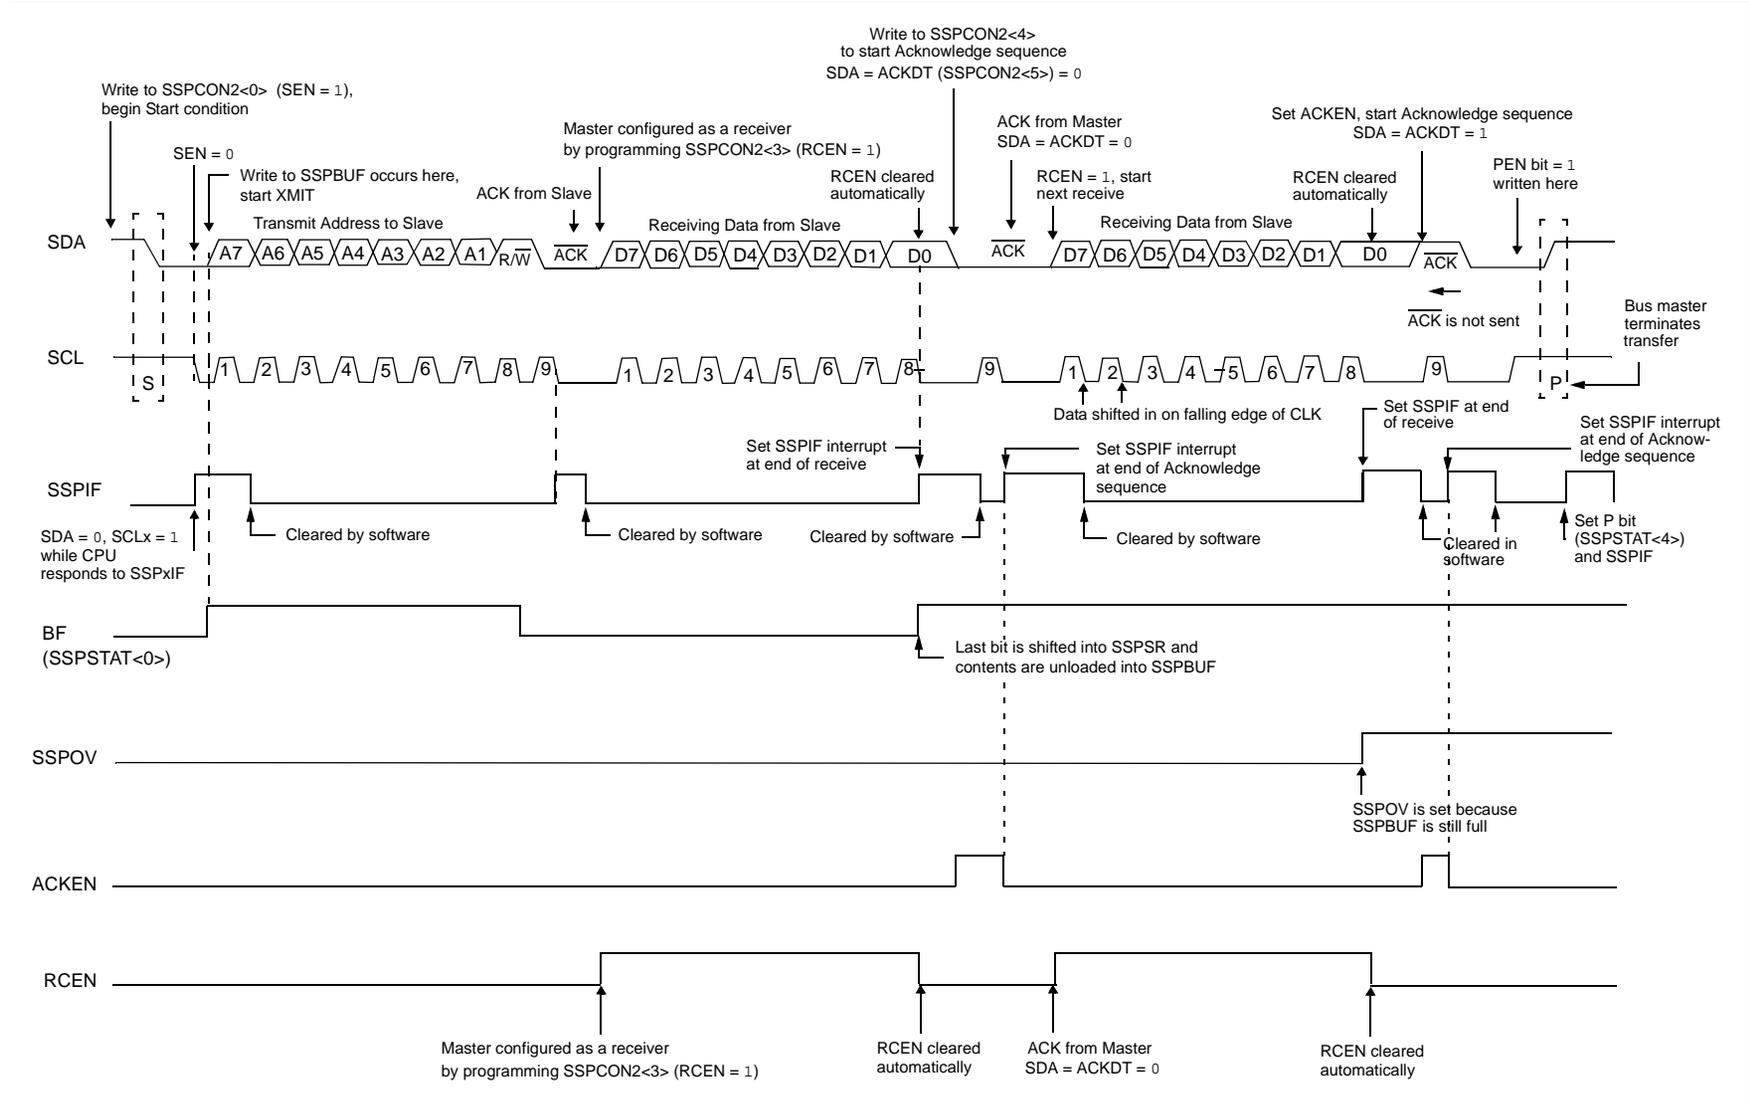 Write to SSPCON2<4>
to start Acknowledge sequence
SDA = ACKDT (SSPCON2<5>) = 0
Write to SSPCON2<0> (SEN = 1),
begin Start condition
SEN = 0
Write to SSPBUF occurs here,
start XMIT
ACK from Slave
Master configured as a receiver
by programming SSPCON2<3> (RCEN = 1)
RCEN cleared
automatically
ACK from Master
SDA = ACKDT = 0
RCEN = 1, start
next receive
Set ACKEN, start Acknowledge sequence
SDA = ACKDT = 1
RCEN cleared
automatically
PEN bit = 1
written here
Transmit Address to Slave
Receiving Data from Slave
Receiving Data from Slave
SDA
A7 A6 A5 A4 A3 A2 A1 R/W ACK D7 D6 D5 D4 D3 D2 D1 D0 ACK D7 D6 D5 D4 D3 D2 D1 D0 ACK
ACK is not sent
Bus master
terminates
transfer
SCL
S 1 2 3 4 5 6 7 8 9 1 2 3 4 5 6 7 8 9 1 2 3 4 5 6 7 8 9 P
Data shifted in on falling edge of CLK
Set SSPIF interrupt
at end of receive
Set SSPIF interrupt
at end of Acknowledge
sequence
Set SSPIF at end
of receive
Set SSPIF interrupt
at end of Acknow-
ledge sequence
SSPIF
SDA = 0, SCLx = 1
while CPU
responds to SSPxIF
Cleared by software
Cleared by software
Cleared by software
Cleared by software
Cleared in
software
Set P bit
(SSPSTAT<4>)
and SSPIF
BF
(SSPSTAT<0>)
Last bit is shifted into SSPSR and
contents are unloaded into SSPBUF
SSPOV
SSPOV is set because
SSPBUF is still full
ACKEN
RCEN
Master configured as a receiver
by programming SSPCON2<3> (RCEN = 1)
RCEN cleared
automatically
ACK from Master
SDA = ACKDT = 0
RCEN cleared
automatically